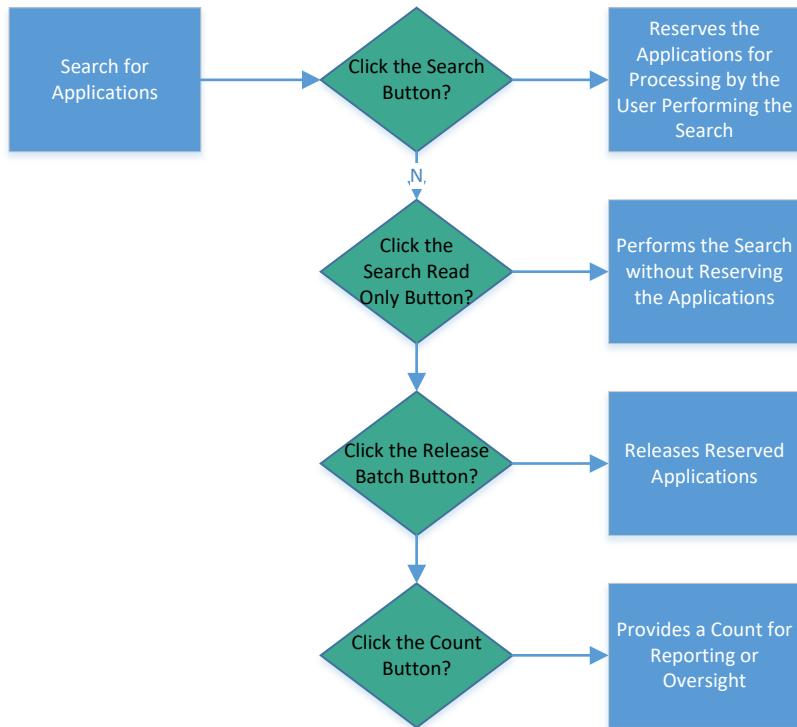 Search for
Applications
Click the Search
Button?
Reserves the
Applications for
Processing by the
User Performing the
Search
N
Click the
Search Read
Only Button?
Performs the Search
without Reserving
the Applications
Click the Release
Batch Button?
Releases Reserved
Applications
Click the Count
Button?
Provides a Count for
Reporting or
Oversight